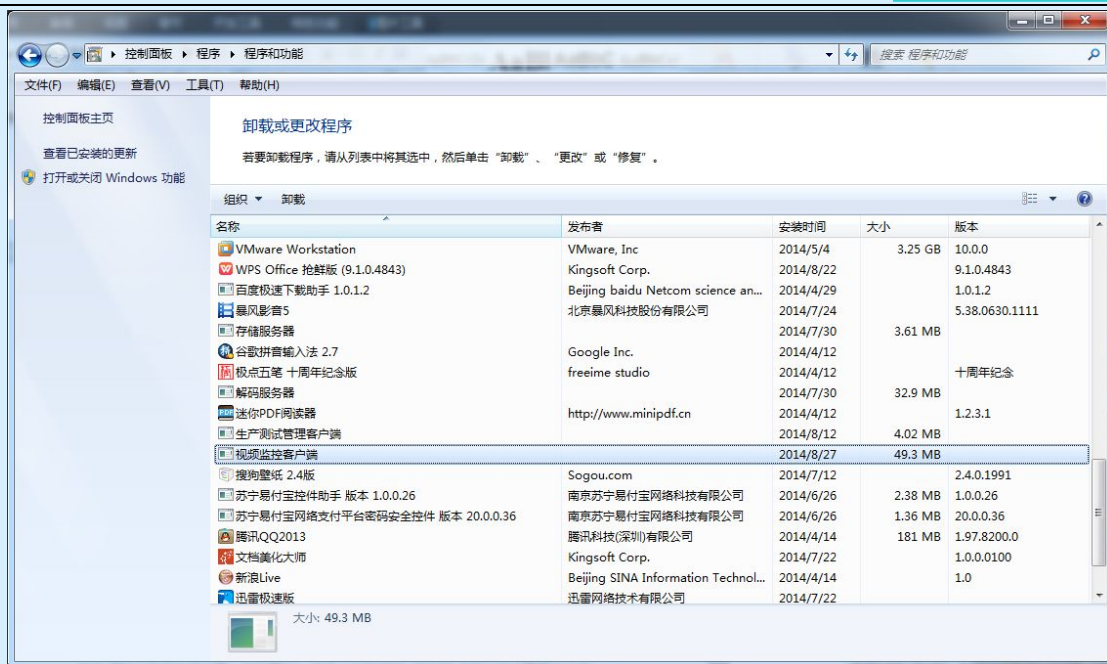 控制面板 程序 程序和功能 搜索 程序和功能
文件(F) 编辑(E) 查看(V) 工具(T) 帮助(H)
控制面板主页
查看已安装的更新
打开或关闭 Windows 功能
卸载或更改程序
若要卸载程序，请从列表中将其选中，然后单击“卸载”、“更改”或“修复”。
组织 卸载
名称 发布者 安装时间 大小 版本
VMware Workstation VMware, Inc 2014/5/4 3.25 GB 10.0.0
WPS Office 抢鲜版 (9.1.0.4843) Kingsoft Corp. 2014/8/22 9.1.0.4843
百度极速下载助手 1.0.1.2 Beijing baidu Netcom science an... 2014/4/29 1.0.1.2
暴风影音5 北京暴风科技股份有限公司 2014/7/24 5.38.0630.1111
存储服务器 2014/7/30 3.61 MB
谷歌拼音输入法 2.7 Google Inc. 2014/4/12
极点五笔 十周年纪念版 freeime studio 2014/4/12 十周年纪念
解码服务器 2014/7/30 32.9 MB
迷你PDF阅读器 http://www.minipdf.cn 2014/4/12 1.2.3.1
生产测试管理客户端 2014/8/12 4.02 MB
视频监控客户端 2014/8/27 49.3 MB
搜狗壁纸 2.4版 Sogou.com 2014/7/12 2.4.0.1991
苏宁易付宝控件助手 版本 1.0.0.26 南京苏宁易付宝网络科技有限公司 2014/6/26 2.38 MB 1.0.0.26
苏宁易付宝网络支付平台密码安全控件 版本 20.0.0.36 南京苏宁易付宝网络科技有限公司 2014/6/26 1.36 MB 20.0.0.36
腾讯QQ2013 腾讯科技(深圳)有限公司 2014/4/14 181 MB 1.97.8200.0
文档美化大师 Kingsoft Corp. 2014/7/22 1.0.0.0100
新浪Live Beijing SINA Information Technol... 2014/4/14 1.0
迅雷极速版 迅雷网络技术有限公司 2014/7/22
大小: 49.3 MB